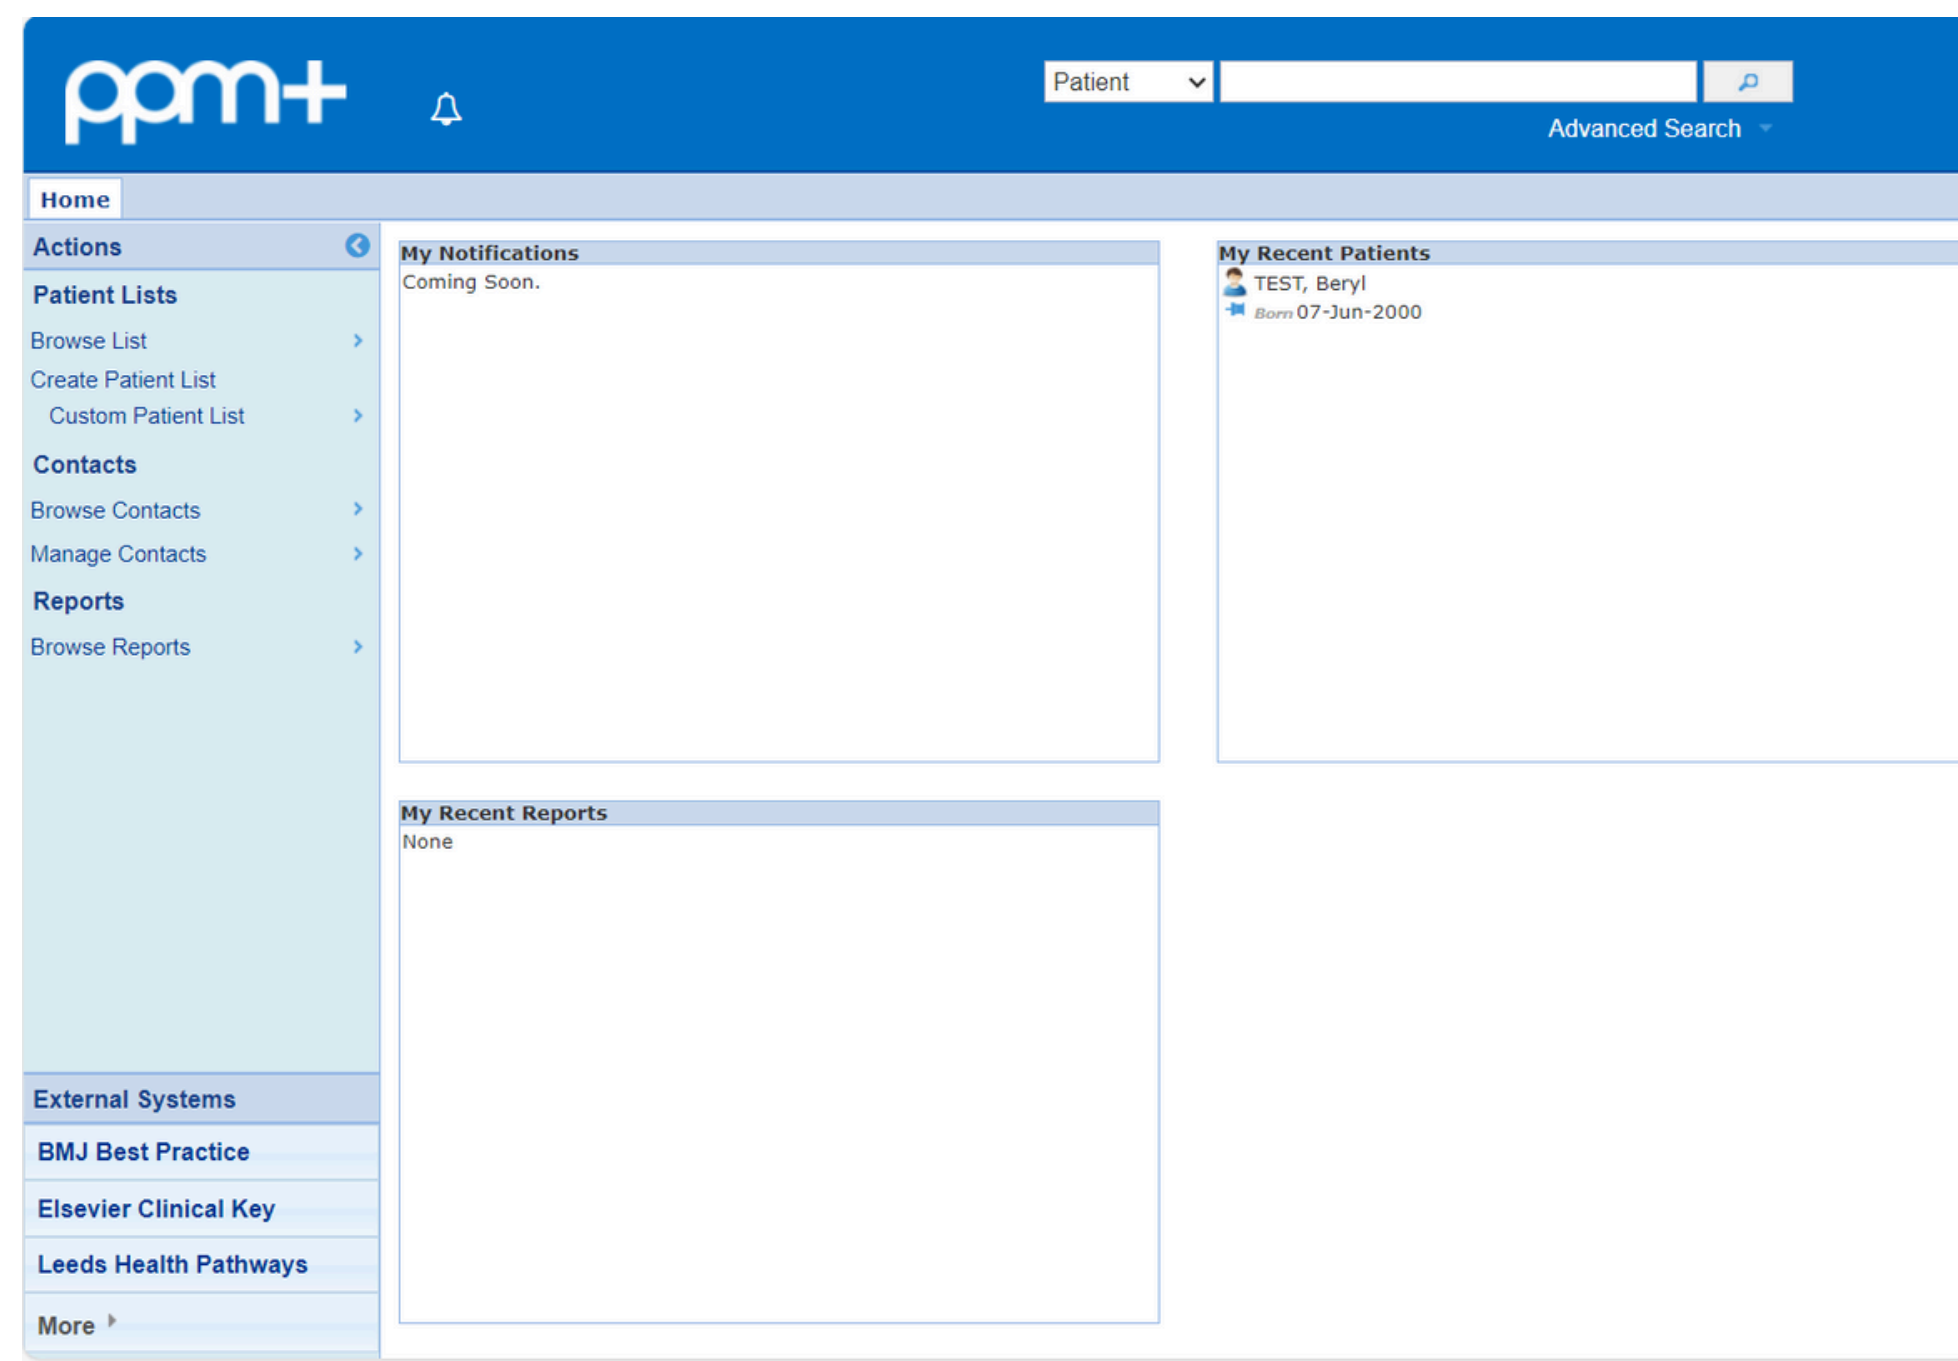 ppm+
Patient
Advanced Search
Home
Actions
Patient Lists
Browse List
Create Patient List
Custom Patient List
Contacts
Browse Contacts
Manage Contacts
Reports
Browse Reports
External Systems
BMJ Best Practice
Elsevier Clinical Key
Leeds Health Pathways
More
My Notifications
Coming Soon.
My Recent Patients
TEST, Beryl
Born 07-Jun-2000
My Recent Reports
None